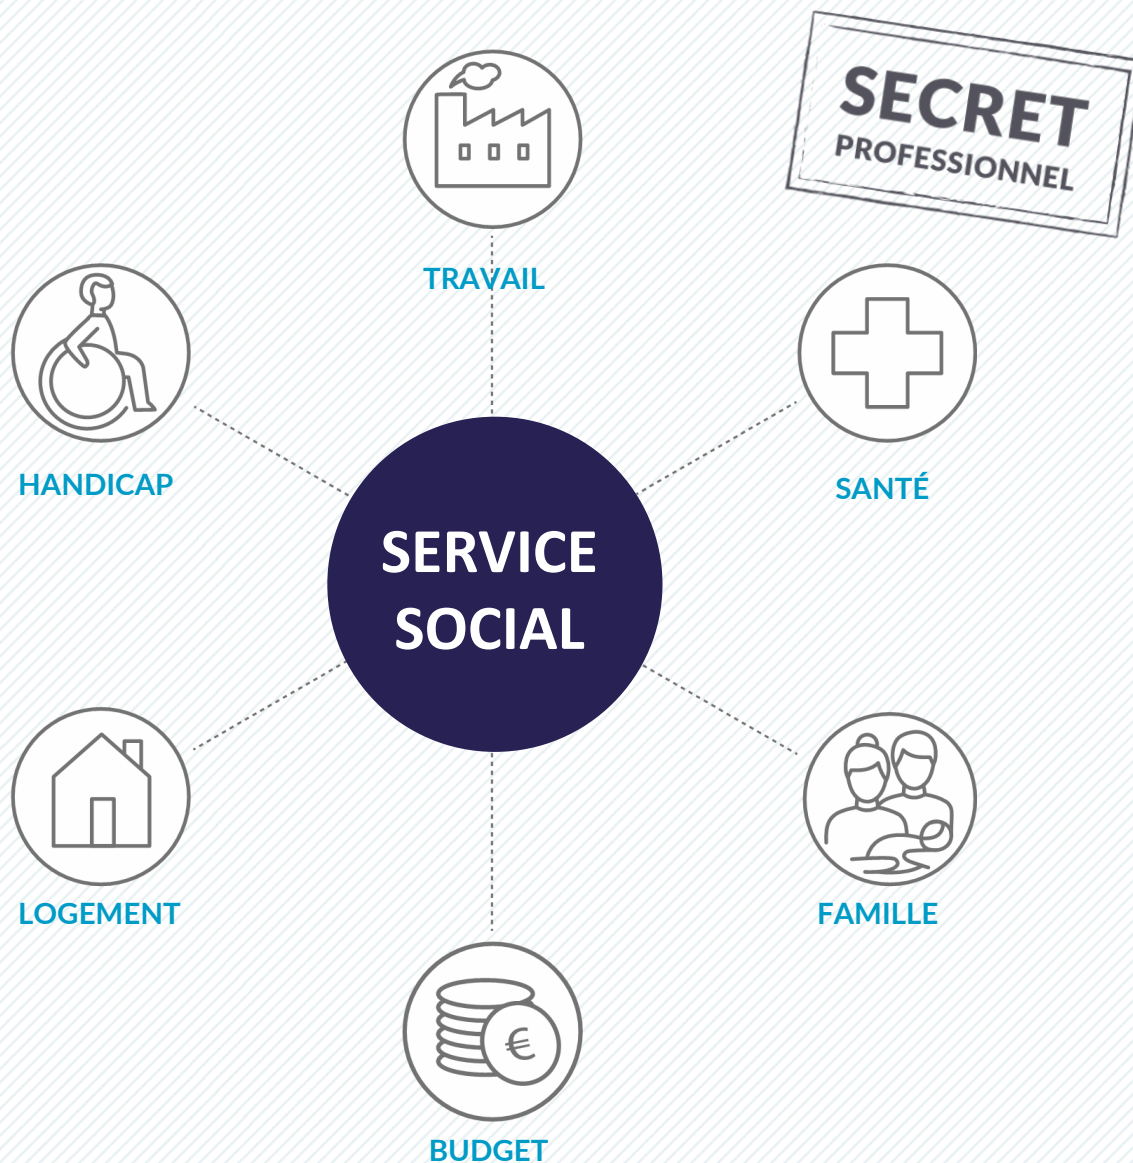 SECRET
PROFESSIONNEL
TRAVAIL
HANDICAP
SANTÉ
SERVICE
SOCIAL
LOGEMENT
FAMILLE
€
BUDGET